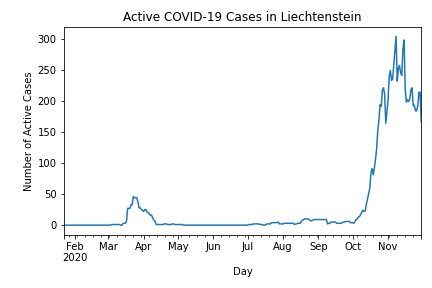 Active COVID-19 Cases in Liechtenstein
Number of Active Cases
300
250
200
150
100
50
0
Feb Mar Apr May Jun Jul Aug Sep Oct Nov
2020
Day